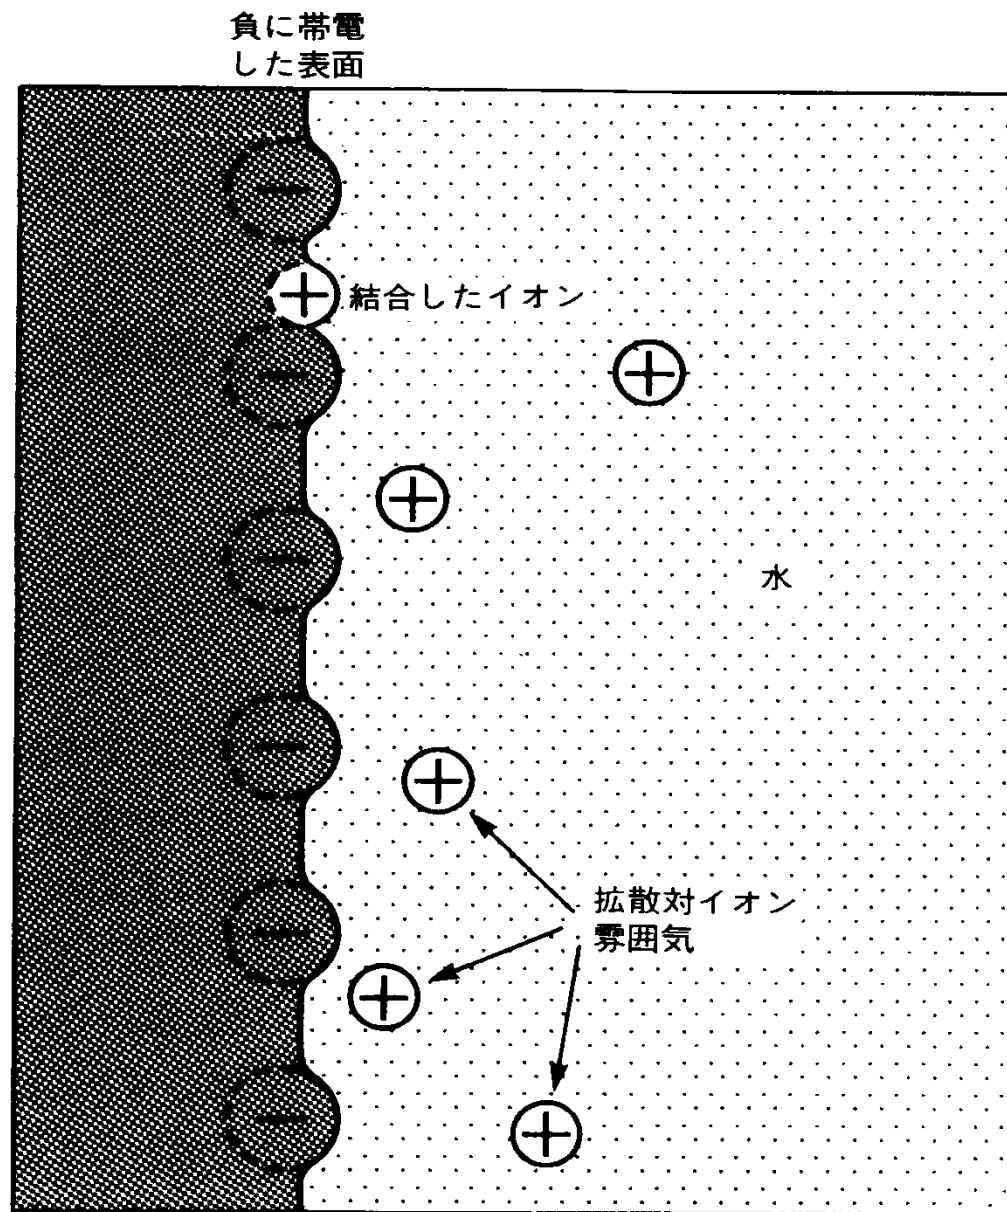 負に帯電
した表面
結合したイオン
水
拡散対イオン
雰囲気